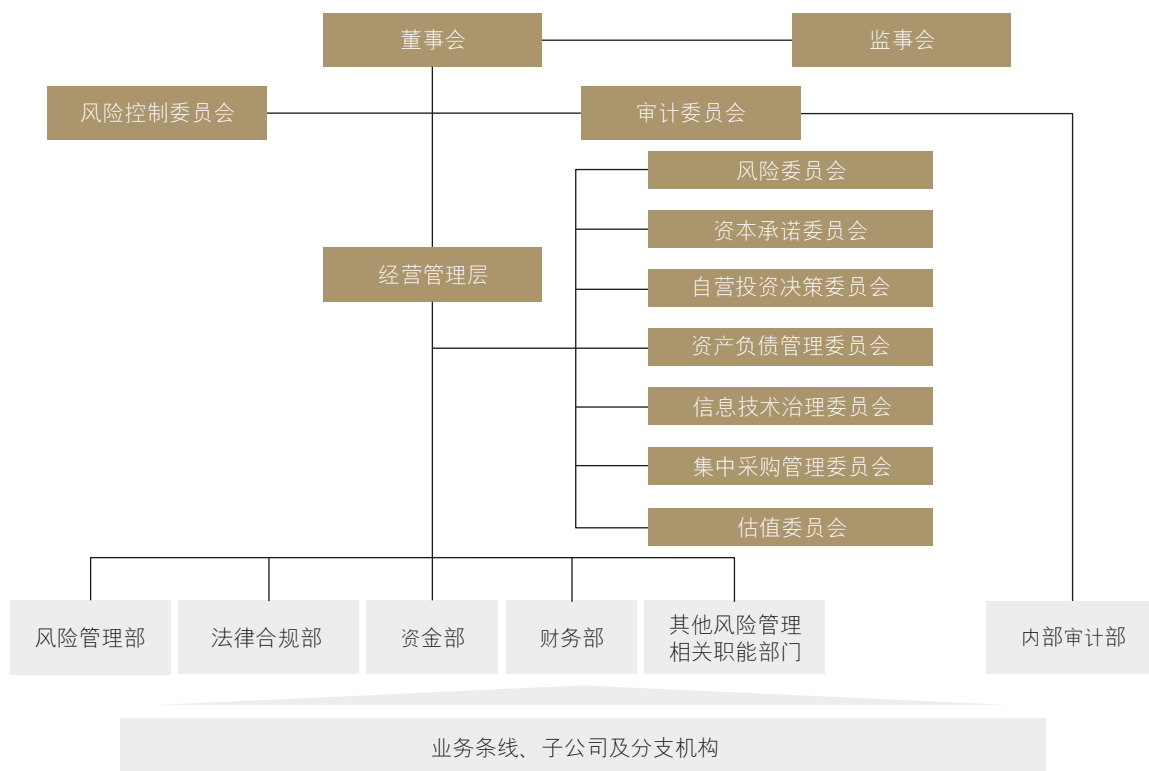 董事会
监事会
风险控制委员会
审计委员会
风险委员会
资本承诺委员会
经营管理层
自营投资决策委员会
资产负债管理委员会
信息技术治理委员会
集中采购管理委员会
估值委员会
风险管理部
法律合规部
资金部
财务部
其他风险管理
相关职能部门
内部审计部
业务条线、子公司及分支机构